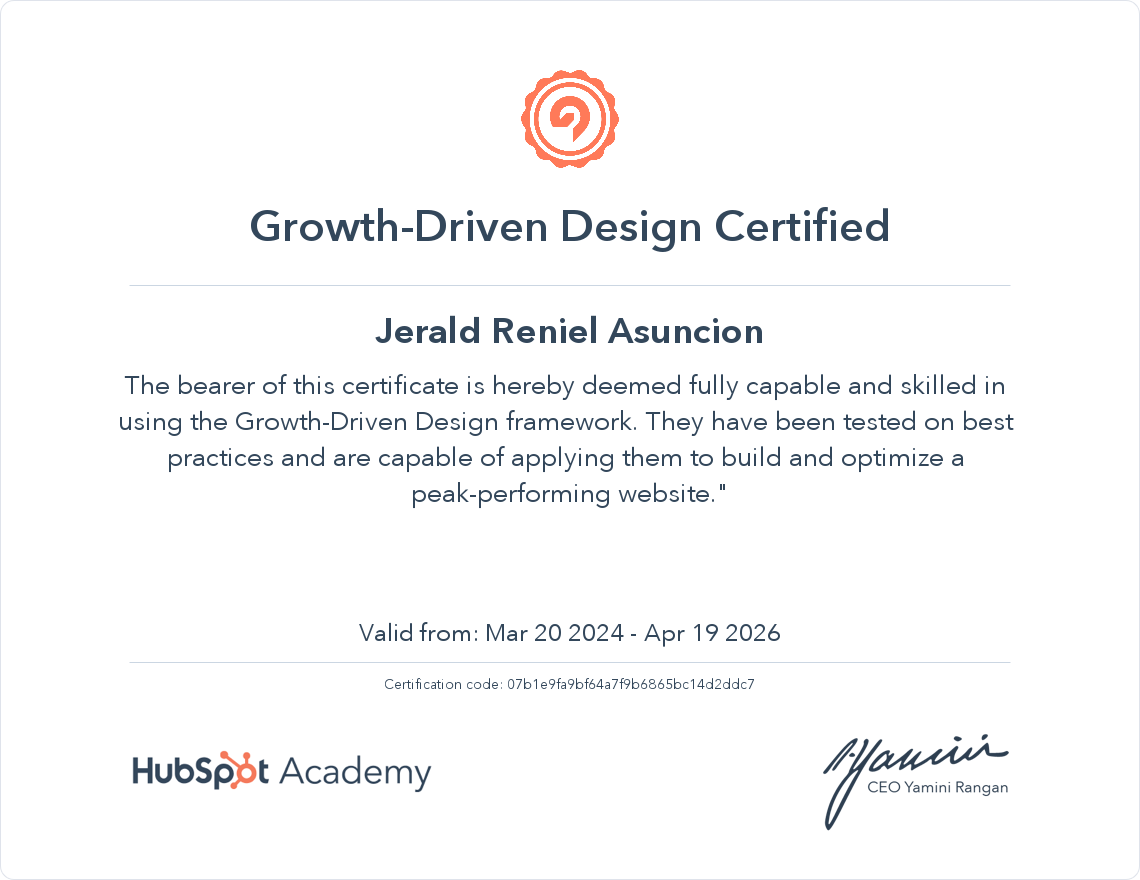 Growth-Driven Design Certified
Jerald Reniel Asuncion
The bearer of this certificate is hereby deemed fully capable and skilled in
using the Growth-Driven Design framework. They have been tested on best
practices and are capable of applying them to build and optimize a
peak-performing website."
Valid from: Mar 20 2024 - Apr 19 2026
Certification code: 07b1e9fa9bf64a7f9b6865bc14d2ddc7
HubSpot Academy
Yamini
CEO Yamini Rangan